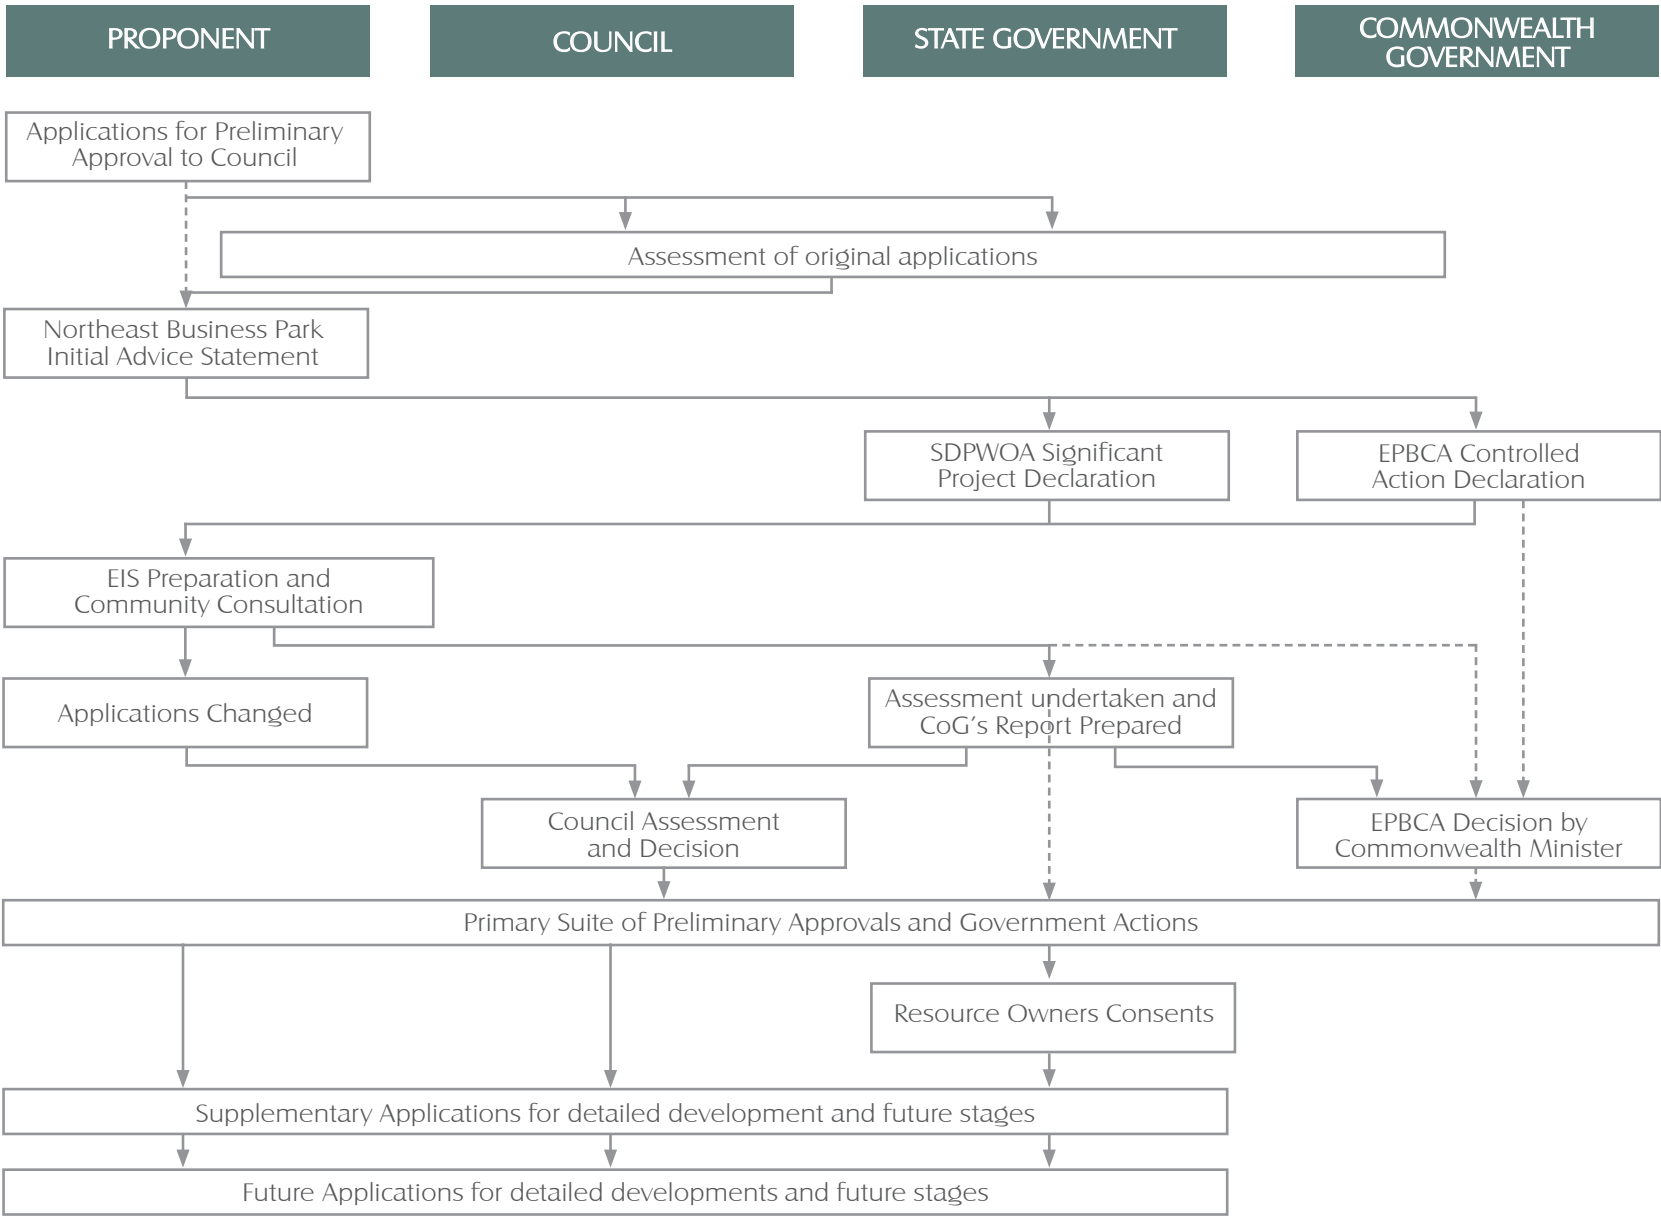 PROPONENT
COUNCIL
STATE GOVERNMENT
COMMONWEALTH
GOVERNMENT
Applications for Preliminary
Approval to Council
Assessment of original applications
Northeast Business Park
Initial Advice Statement
SDPWOA Significant
Project Declaration
EPBCA Controlled
Action Declaration
EIS Preparation and
Community Consultation
Applications Changed
Assessment undertaken and
CoG's Report Prepared
Council Assessment
and Decision
EPBCA Decision by
Commonwealth Minister
Primary Suite of Preliminary Approvals and Government Actions
Resource Owners Consents
Supplementary Applications for detailed development and future stages
Future Applications for detailed developments and future stages